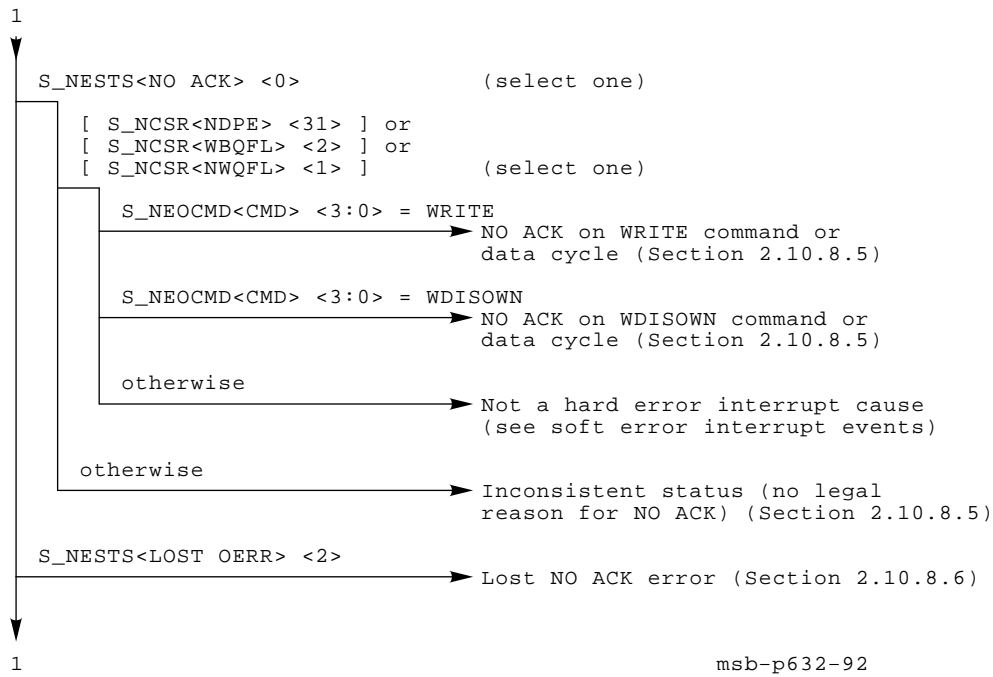 1
S_NESTS<NO ACK> <0> (select one)
[ S_NCSR<NDPE> <31> ] or
[ S_NCSR<WBQFL> <2> ] or
[ S_NCSR<NWQFL> <1> ] (select one)
S_NEOCMD<CMD> <3:0> = WRITE
NO ACK on WRITE command or
data cycle (Section 2.10.8.5)
S_NEOCMD<CMD> <3:0> = WDISOWN
NO ACK on WDISOWN command or
data cycle (Section 2.10.8.5)
otherwise
Not a hard error interrupt cause
(see soft error interrupt events)
otherwise
Inconsistent status (no legal
reason for NO ACK) (Section 2.10.8.5)
S_NESTS<LOST OERR> <2>
Lost NO ACK error (Section 2.10.8.6)
1 msb-p632-92